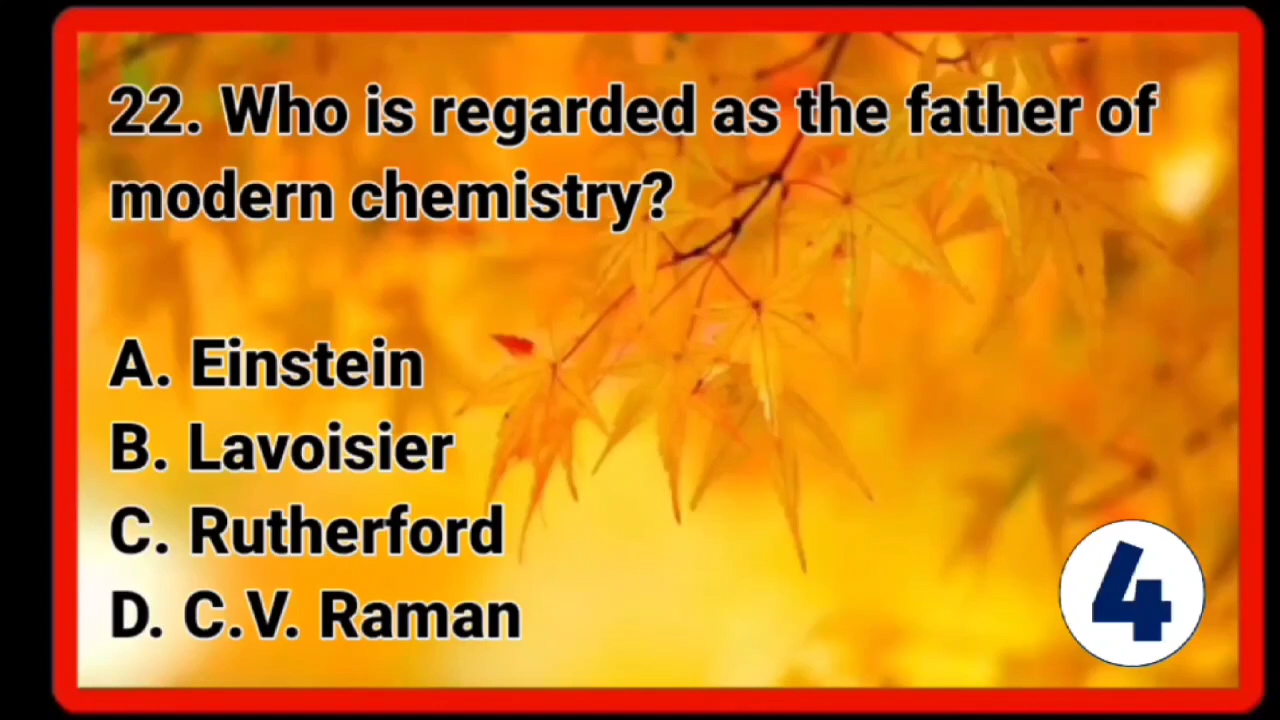 22. Who is regarded as the father of
modern chemistry?
A. Einstein
B. Lavoisier
C. Rutherford
D. C.V. Raman
4